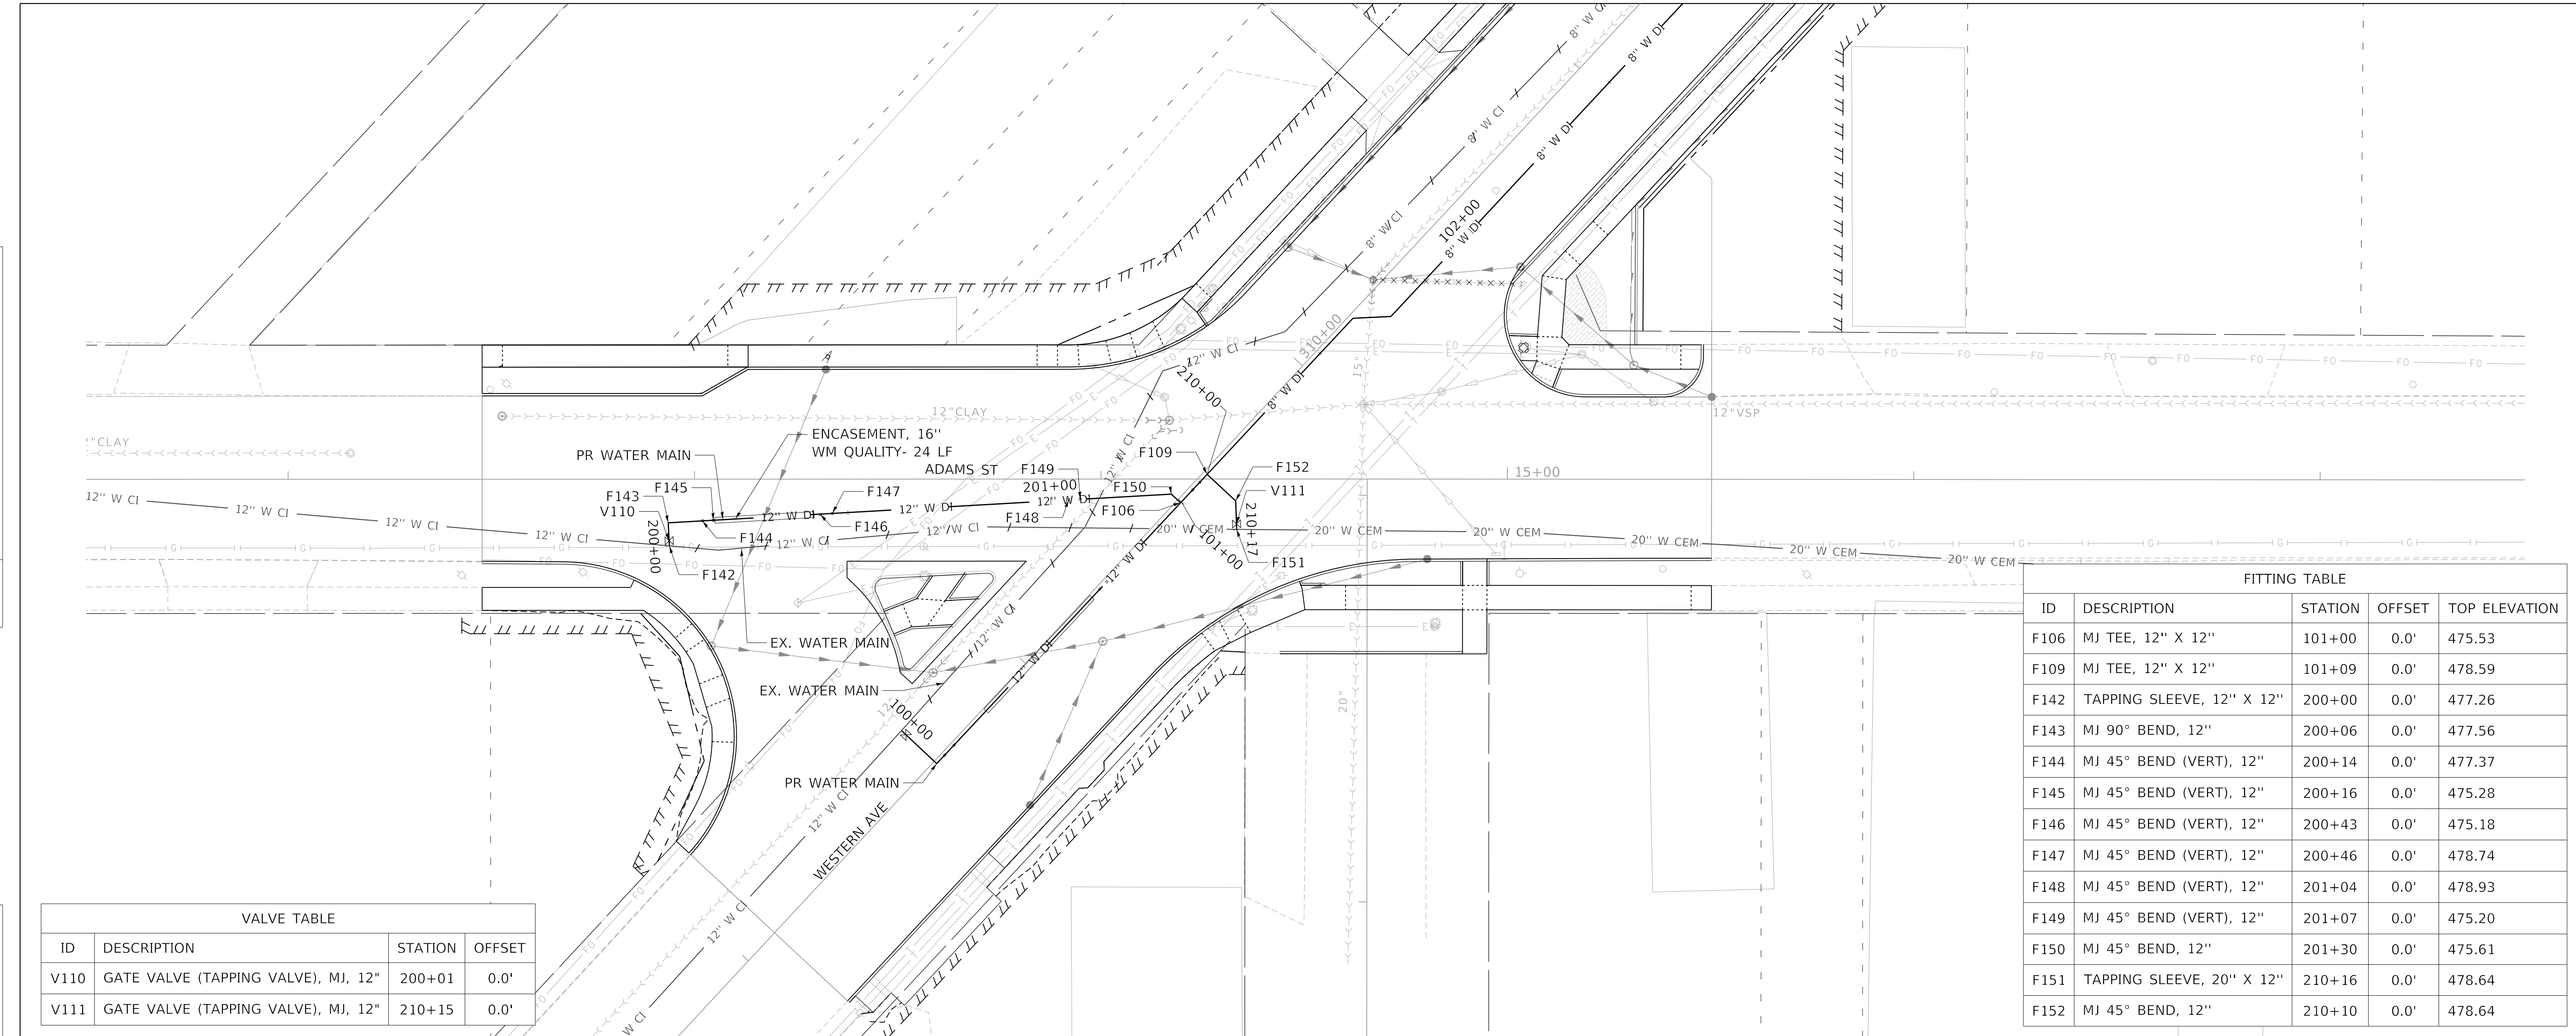 8'' W CI
8'' W DI
8'' W CI
8'' W DI
8'' W CI
8'' W DI
102+00
310+00
12'' W CI
210+00
15"
8'' W DI
12"CLAY
12"VSP
"CLAY
ENCASEMENT, 16''
WM QUALITY- 24 LF
PR WATER MAIN
ADAMS ST
F149
F109
F152
15+00
201+00
F150
V111
F145
F147
F143
V110
F148
F106
F146
F144
12'' W CI
12'' W CI
12'' W CI
12'' W CI
12'' W CI
12'' W CI
12'' W CI
12'' W CI
12'' W DI
12'' W DI
12'' W DI
200+00
F142
101+00
210+17
F151
20'' W CEM
20'' W CEM
20'' W CEM
20'' W CEM
20'' W CEM
20'' W CEM
12'' W DI
12'' W DI
12'' W CI
EX. WATER MAIN
EX. WATER MAIN
12"
20"
100+00
PR WATER MAIN
12'' W CI
WESTERN AVE
12'' W CI
W CI
VALVE TABLE
ID DESCRIPTION STATION OFFSET
V110 GATE VALVE (TAPPING VALVE), MJ, 12" 200+01 0.0'
V111 GATE VALVE (TAPPING VALVE), MJ, 12" 210+15 0.0'
FITTING TABLE
ID DESCRIPTION STATION OFFSET TOP ELEVATION
F106 MJ TEE, 12'' X 12'' 101+00 0.0' 475.53
F109 MJ TEE, 12'' X 12'' 101+09 0.0' 478.59
F142 TAPPING SLEEVE, 12'' X 12'' 200+00 0.0' 477.26
F143 MJ 90° BEND, 12'' 200+06 0.0' 477.56
F144 MJ 45° BEND (VERT), 12'' 200+14 0.0' 477.37
F145 MJ 45° BEND (VERT), 12'' 200+16 0.0' 475.28
F146 MJ 45° BEND (VERT), 12'' 200+43 0.0' 475.18
F147 MJ 45° BEND (VERT), 12'' 200+46 0.0' 478.74
F148 MJ 45° BEND (VERT), 12'' 201+04 0.0' 478.93
F149 MJ 45° BEND (VERT), 12'' 201+07 0.0' 475.20
F150 MJ 45° BEND, 12'' 201+30 0.0' 475.61
F151 TAPPING SLEEVE, 20'' X 12'' 210+16 0.0' 478.64
F152 MJ 45° BEND, 12'' 210+10 0.0' 478.64